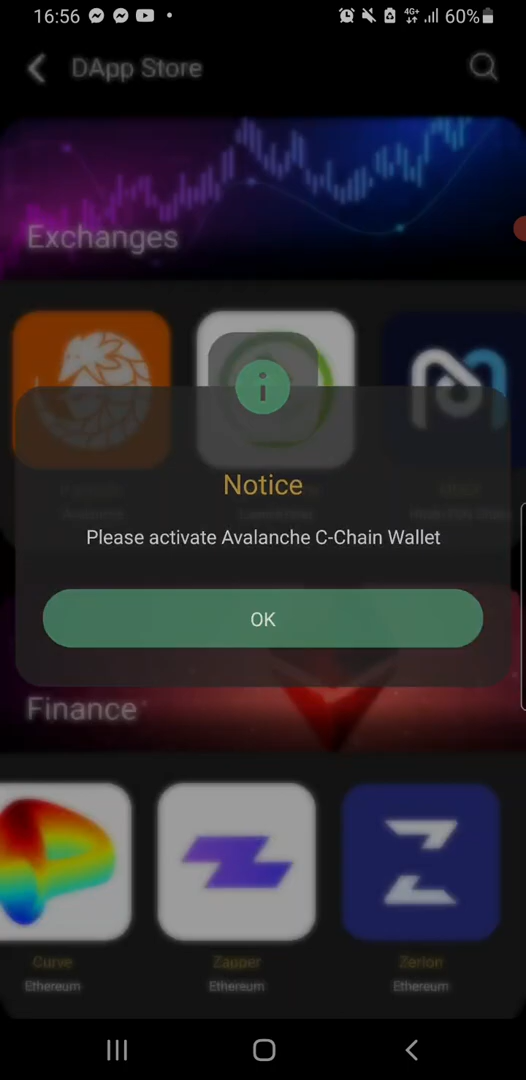 16:56
4G+ 60%
DApp Store
Exchanges
Notice
Please activate Avalanche C-Chain Wallet
OK
Finance
Curve Zapper Zerion
Ethereum Ethereum Ethereum